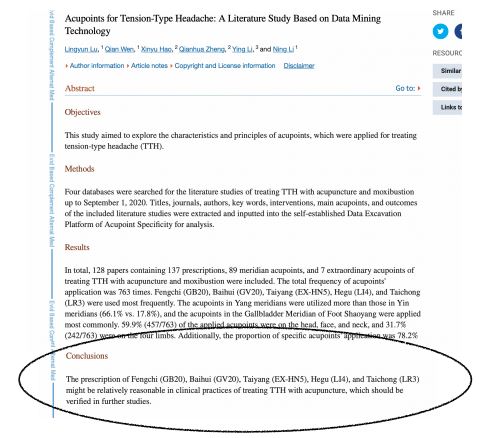 Acupoints for Tension-Type Headache: A Literature Study Based on Data Mining
Technology
Lingyun Lu, 1 Qian Wen, 1 Xinyu Hao, 2 Qianhua Zheng, 2 Ying Li, 2 and Ning Li 1
▸ Author information ▸ Article notes ▸ Copyright and License information Disclaimer
Abstract
Go to: ▸
Objectives
This study aimed to explore the characteristics and principles of acupoints, which were applied for treating
tension-type headache (TTH).
Methods
Four databases were searched for the literature studies of treating TTH with acupuncture and moxibustion
up to September 1, 2020. Titles, journals, authors, key words, interventions, main acupoints, and outcomes
of the included literature studies were extracted and inputted into the self-established Data Excavation
Platform of Acupoint Specificity for analysis.
Results
In total, 128 papers containing 137 prescriptions, 89 meridian acupoints, and 7 extraordinary acupoints of
treating TTH with acupuncture and moxibustion were included. The total frequency of acupoints'
application was 763 times. Fengchi (GB20), Baihui (GV20), Taiyang (EX-HN5), Hegu (LI4), and Taichong
(LR3) were used most frequently. The acupoints in Yang meridians were utilized more than those in Yin
meridians (66.1% vs. 17.8%), and the acupoints in the Gallbladder Meridian of Foot Shaoyang were applied
most commonly. 59.9% (457/763) of the applied acupoints were on the head, face, and neck, and 31.7%
(242/763) were on the four limbs. Additionally, the proportion of specific acupoints' application was 78.2%
Conclusions
The prescription of Fengchi (GB20), Baihui (GV20), Taiyang (EX-HN5), Hegu (LI4), and Taichong (LR3)
might be relatively reasonable in clinical practices of treating TTH with acupuncture, which should be
verified in further studies.
SHARE
RESOURC
Similar
Cited b
Links to
vid Based Complement Alternat Med
Evid Based Complement Alternat Med
Evid Based Med